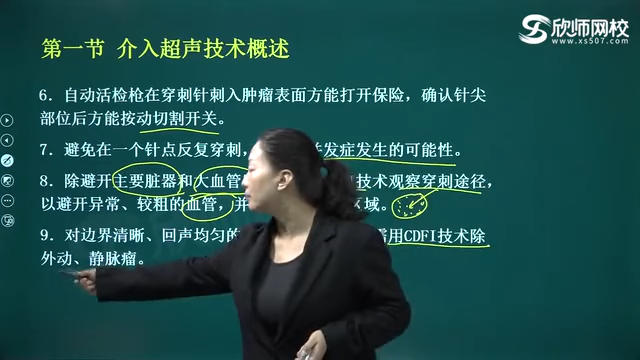 欣师网校
www.xs507.com
第一节 介入超声技术概述
6．自动活检枪在穿刺针刺入肿瘤表面方能打开保险，确认针尖
部位后方能按动切割开关。
7．避免在一个针点反复穿刺， 并发症发生的可能性。
8．除避开主要脏器和大血管 技术观察穿刺途径，
以避开异常、较粗的血管，并 区域。
9．对边界清晰、回声均匀的 需用CDFI技术除
外动、静脉瘤。